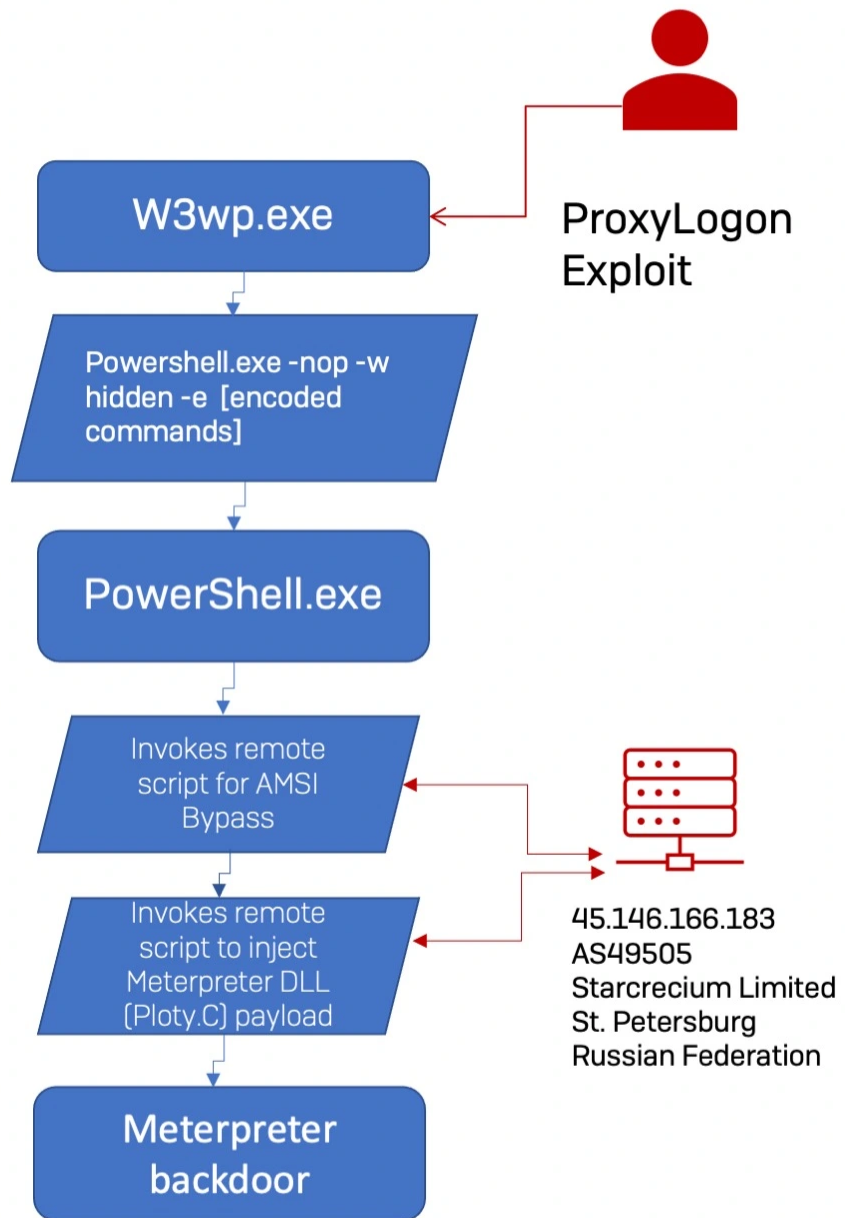 W3wp.exe
ProxyLogon
Exploit
Powershell.exe -nop -w
hidden -e [encoded
commands]
PowerShell.exe
Invokes remote
script for AMSI
Bypass
Invokes remote
script to inject
Meterpreter DLL
(Ploty.C) payload
45.146.166.183
AS49505
Starcrecium Limited
St. Petersburg
Russian Federation
Meterpreter
backdoor